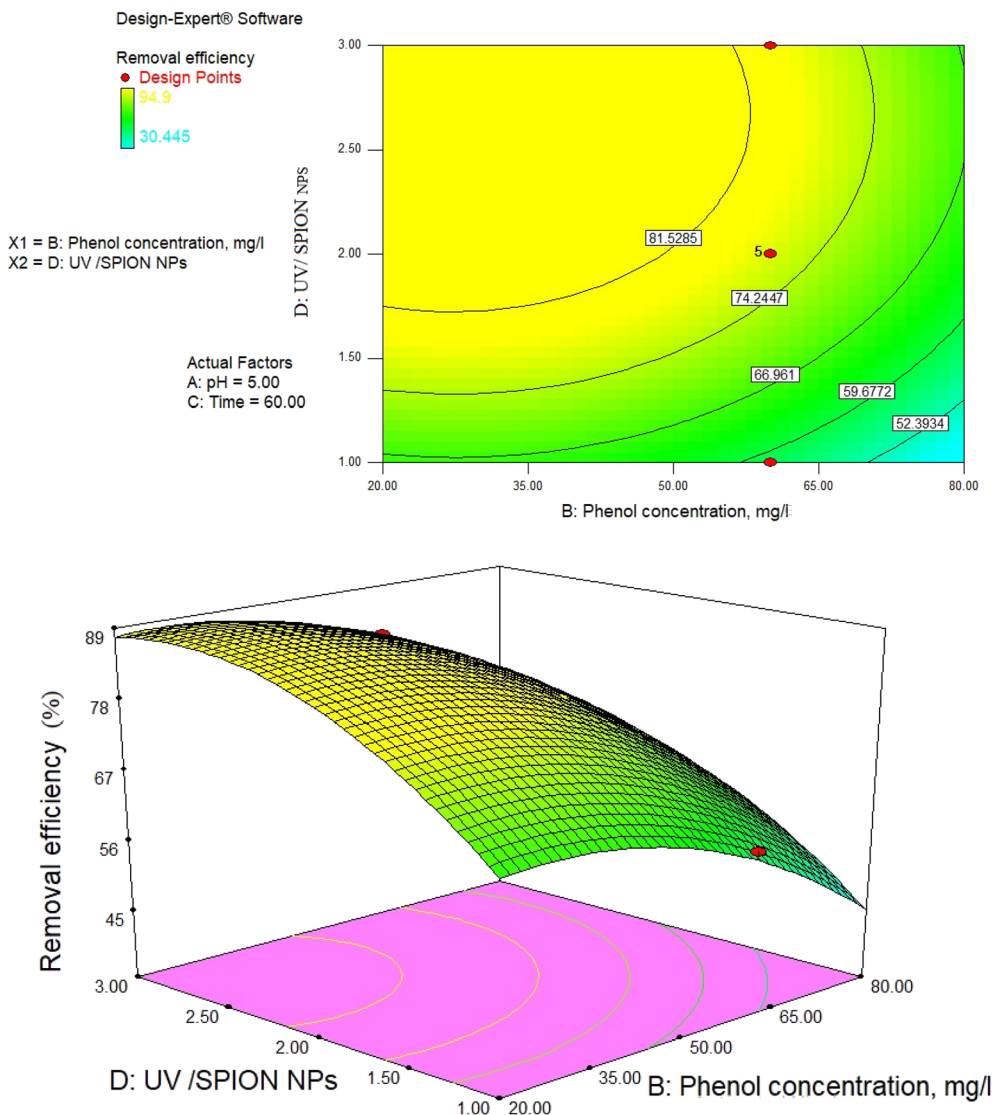 Design-Expert® Software
Removal efficiency
Design Points
94.9
30.445
X1 = B: Phenol concentration, mg/l
X2 = D: UV /SPION NPs
Actual Factors
A: pH = 5.00
C: Time = 60.00
3.00
2.50
2.00
1.50
1.00
D: UV/ SPION NPS
81.5285
5
74.2447
66.961
59.6772
52.3934
20.00 35.00 50.00 65.00 80.00
B: Phenol concentration, mg/l
89
78
67
56
45
Removal efficiency (%)
3.00
2.50
2.00
1.50
1.00
D: UV /SPION NPs
20.00
35.00
50.00
65.00
80.00
B: Phenol concentration, mg/l